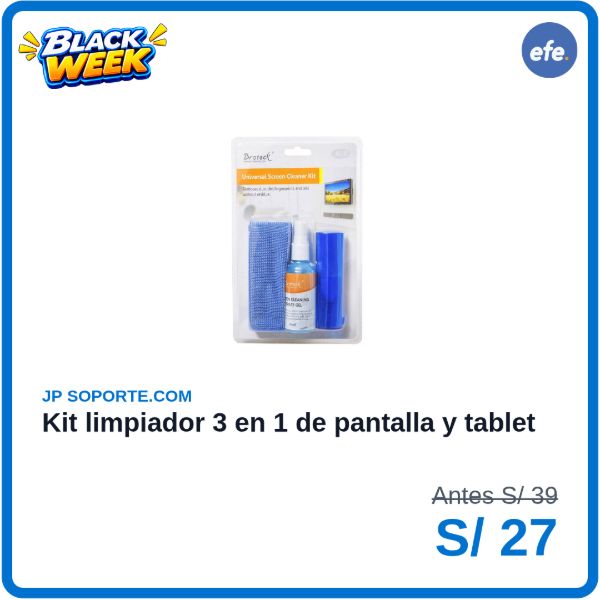 BLACK
WEEK
efe.
Universal Screen Cleaner Kit
JP SOPORTE.COM
Kit limpiador 3 en 1 de pantalla y tablet
Antes S/ 39
S/ 27